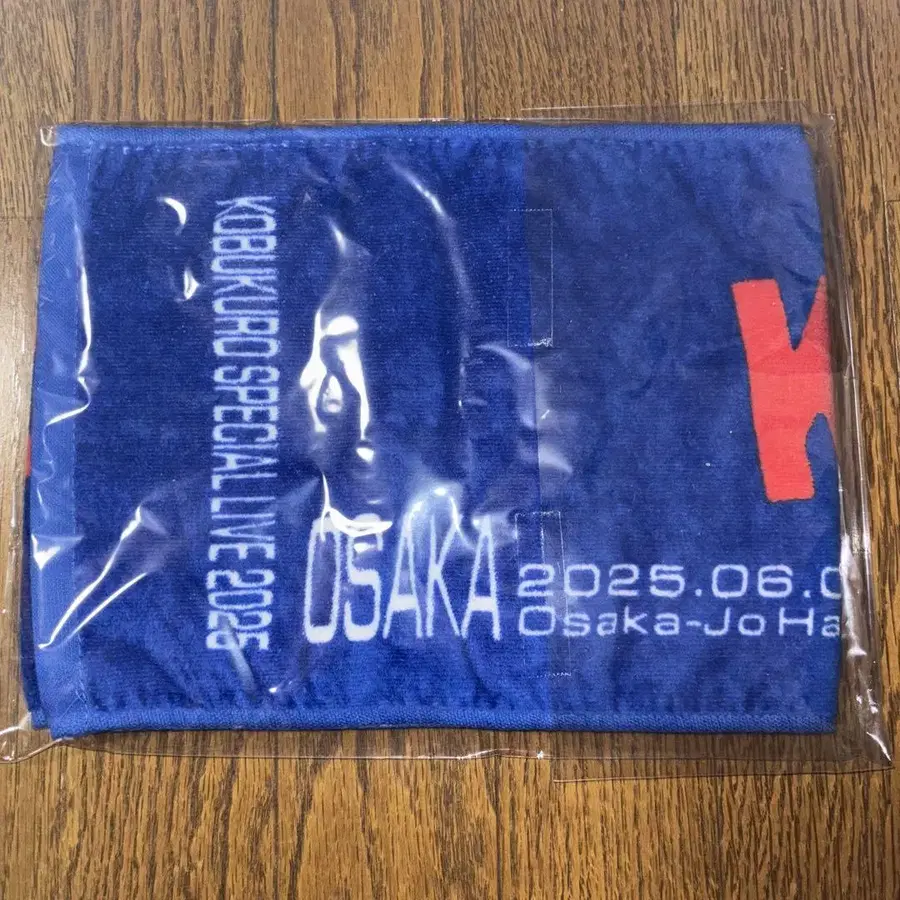 KOBUKURO SPECIAL LIVE 2025
OSAKA
2025.06.0
Osaka-Jo Ha
K